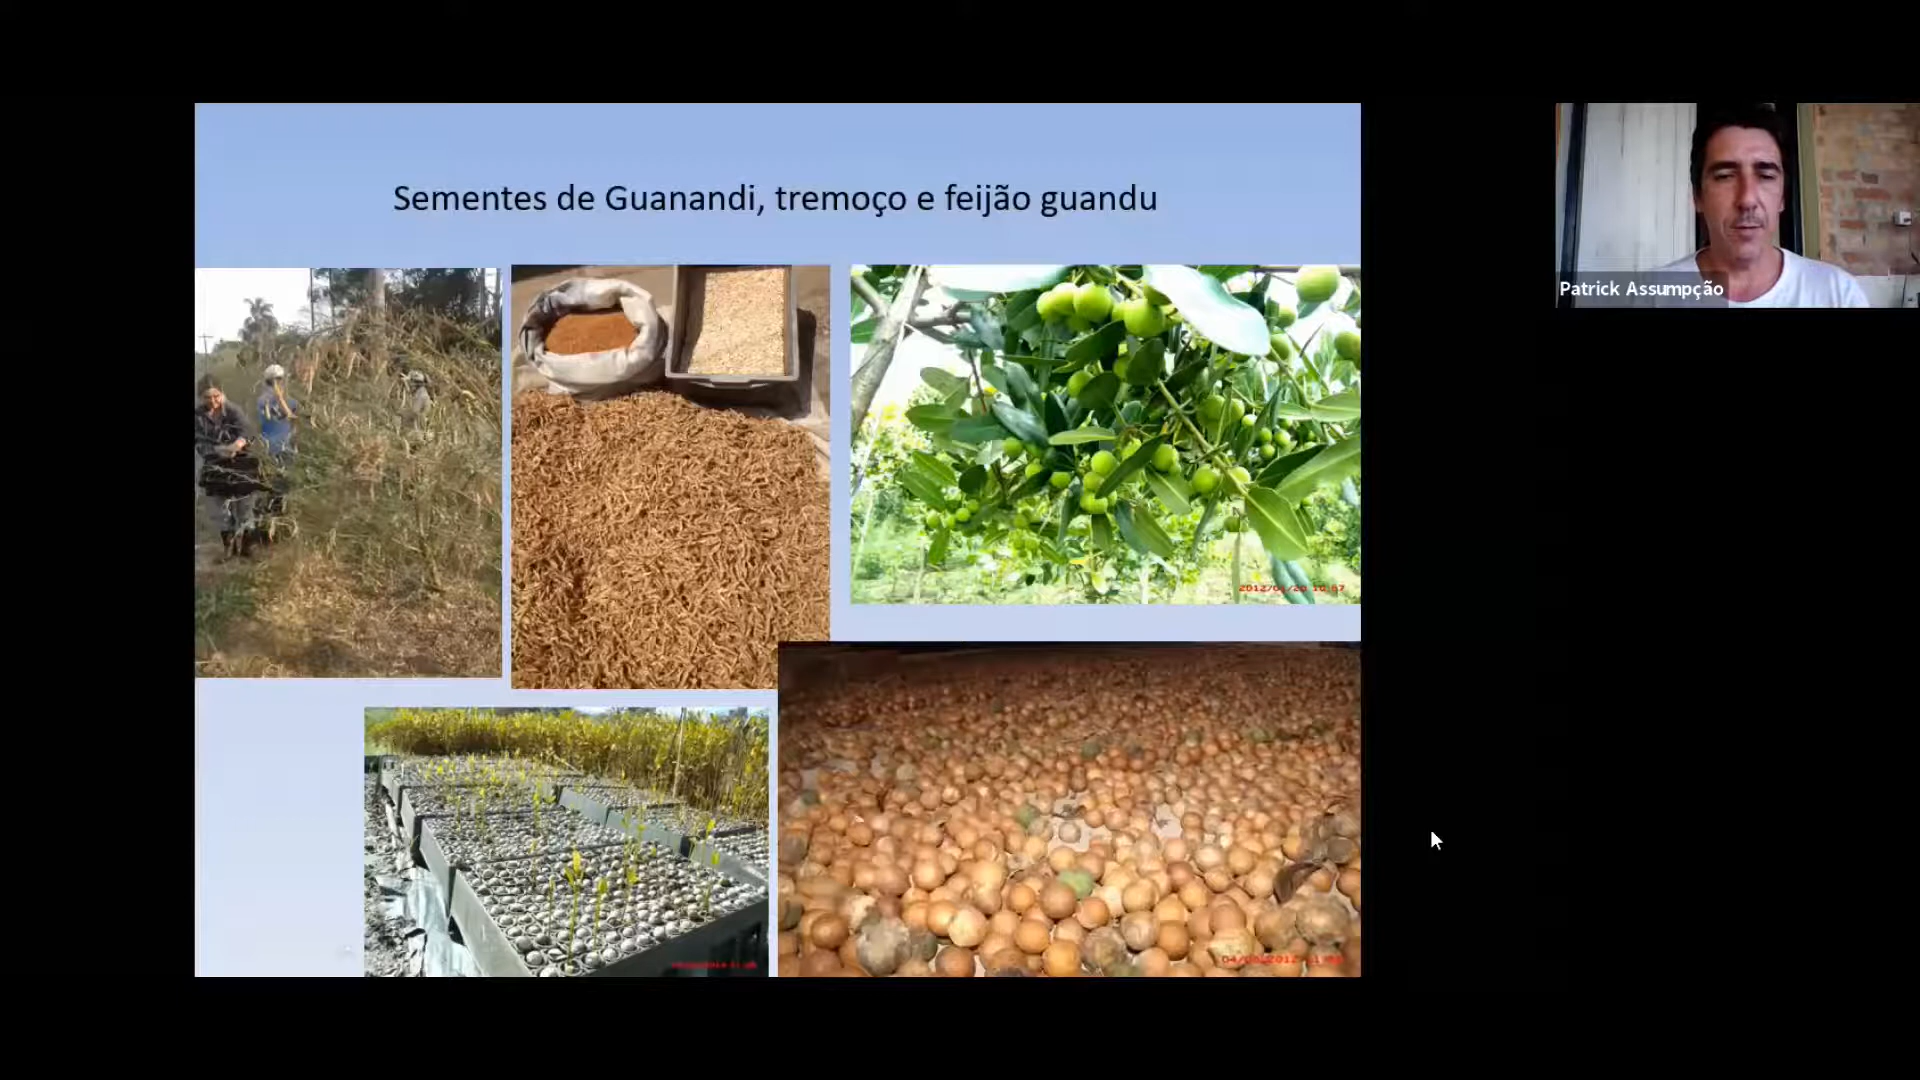 Sementes de Guanandi, tremoço e feijão guandu
Patrick Assumpção